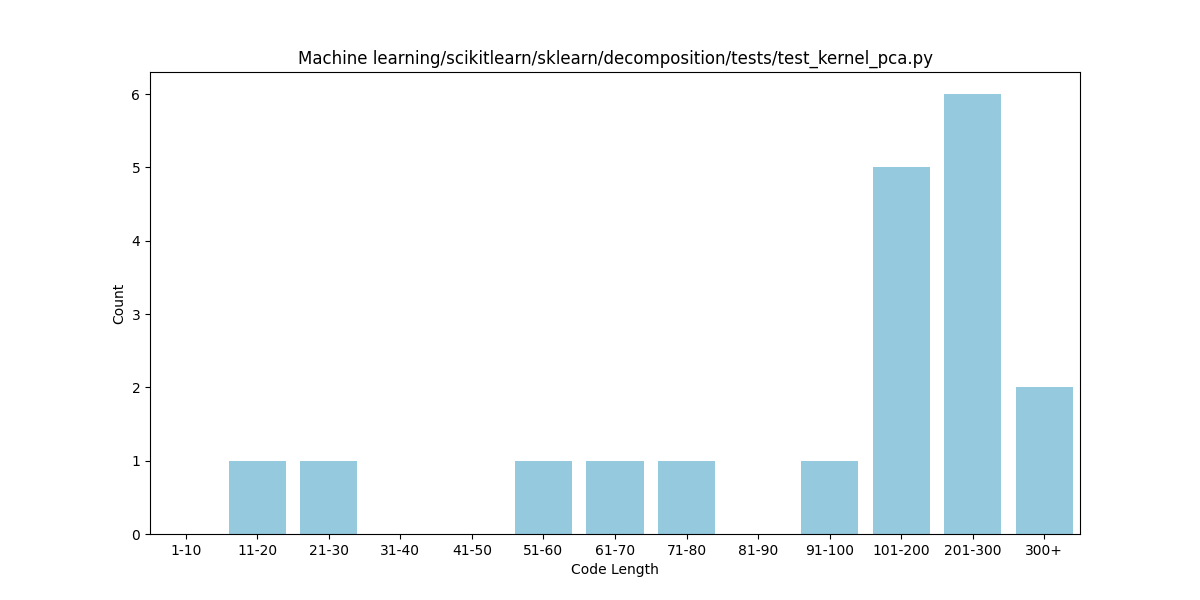 Machine learning/scikitlearn/sklearn/decomposition/tests/test_kernel_pca.py
6
5
4
3
2
1
0
Count
1-10 11-20 21-30 31-40 41-50 51-60 61-70 71-80 81-90 91-100 101-200 201-300 300+
Code Length